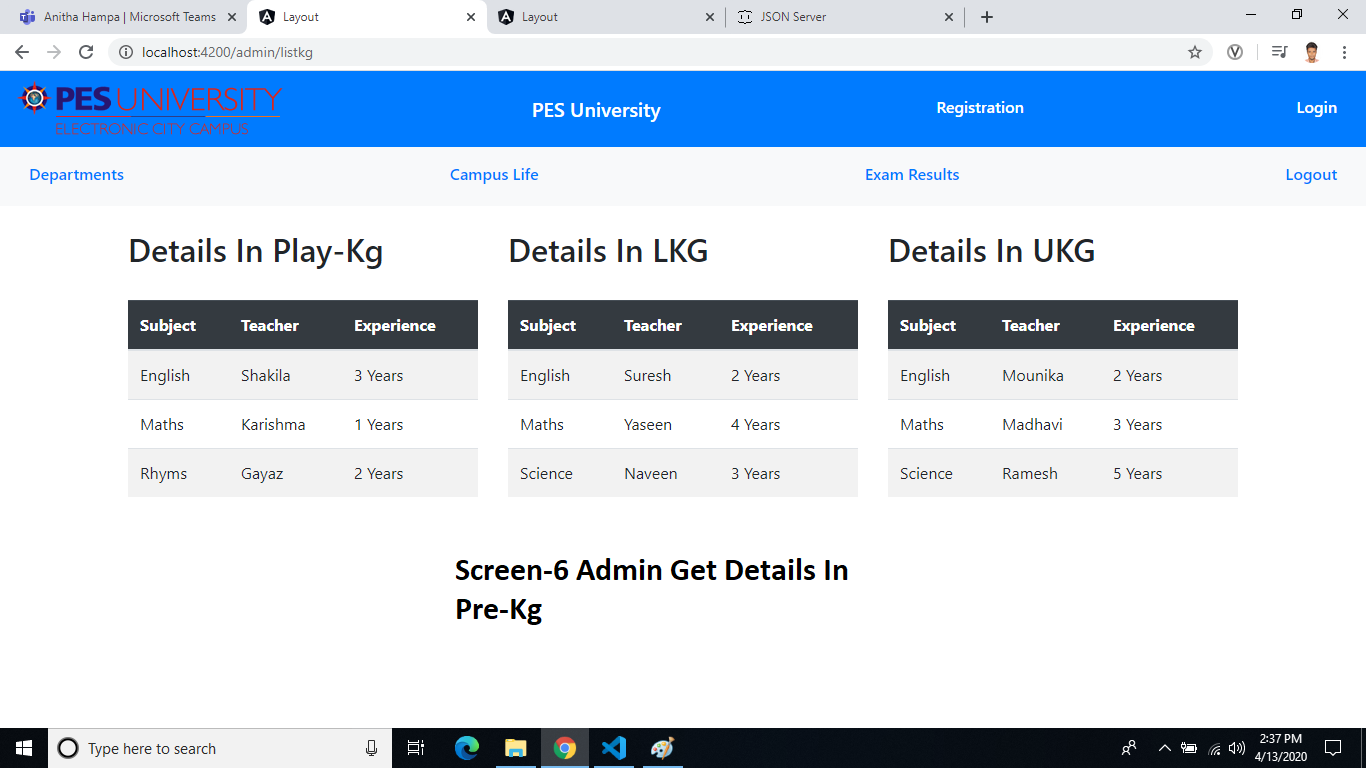 Anitha Hampa | Microsoft Teams
Layout
Layout
JSON Server
localhost:4200/admin/listkg
PES UNIVERSITY
ELECTRONIC CITY CAMPUS
PES University
Registration
Login
Departments
Campus Life
Exam Results
Logout
Details In Play-Kg
Subject Teacher Experience
English Shakila 3 Years
Maths Karishma 1 Years
Rhyms Gayaz 2 Years
Details In LKG
Subject Teacher Experience
English Suresh 2 Years
Maths Yaseen 4 Years
Science Naveen 3 Years
Details In UKG
Subject Teacher Experience
English Mounika 2 Years
Maths Madhavi 3 Years
Science Ramesh 5 Years
Screen-6 Admin Get Details In
Pre-Kg
Type here to search
2:37 PM
4/13/2020